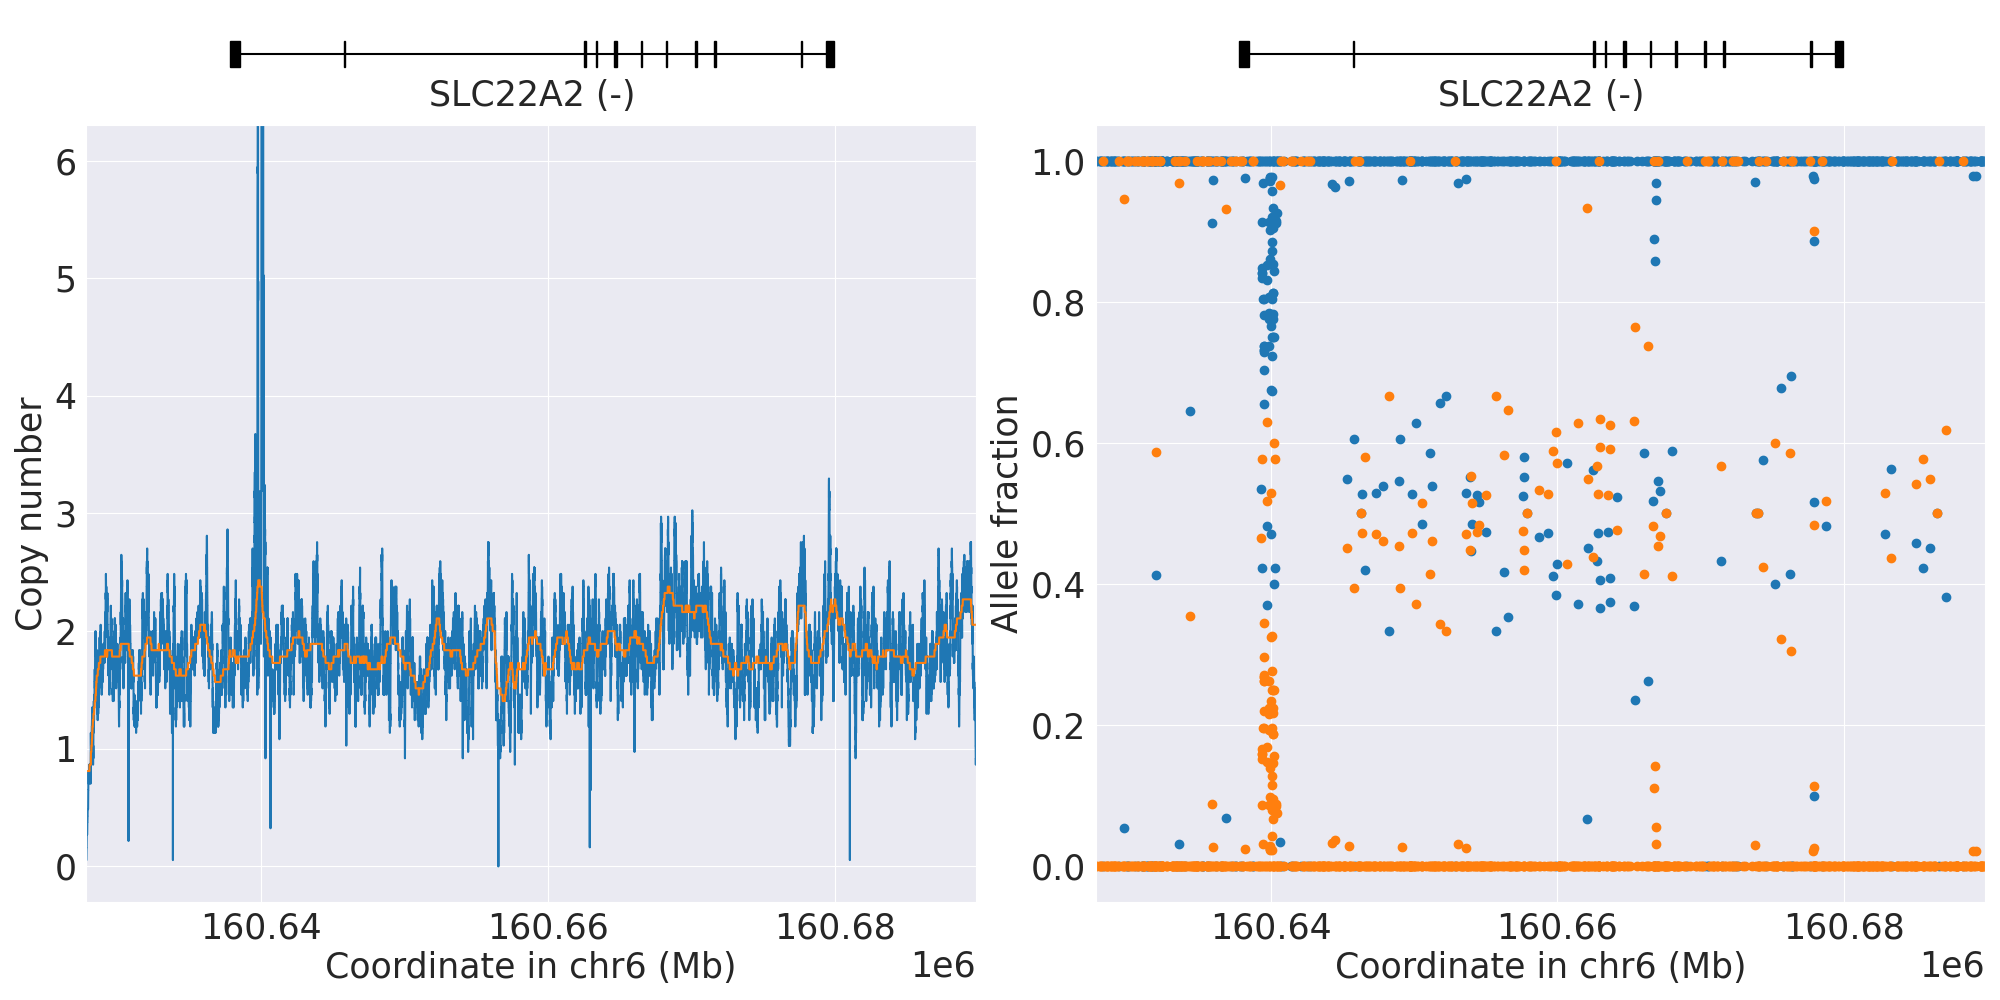 SLC22A2 (-)
Copy number
6
5
4
3
2
1
0
160.64
160.66
160.68
Coordinate in chr6 (Mb)
1e6
SLC22A2 (-)
Allele fraction
1.0
0.8
0.6
0.4
0.2
0.0
160.64
160.66
160.68
Coordinate in chr6 (Mb)
1e6